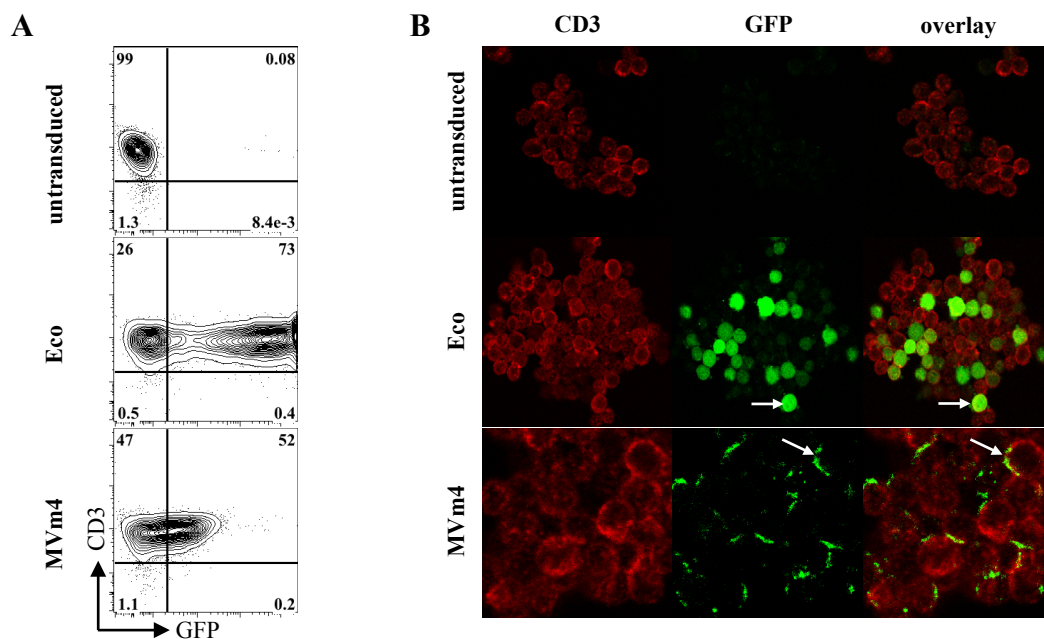 A
untransduced
99
0.08
1.3
8.4e-3
Eco
26
73
0.5
0.4
MVm4
47
52
1.1
0.2
CD3
GFP
B
CD3
GFP
overlay
untransduced
Eco
MVm4